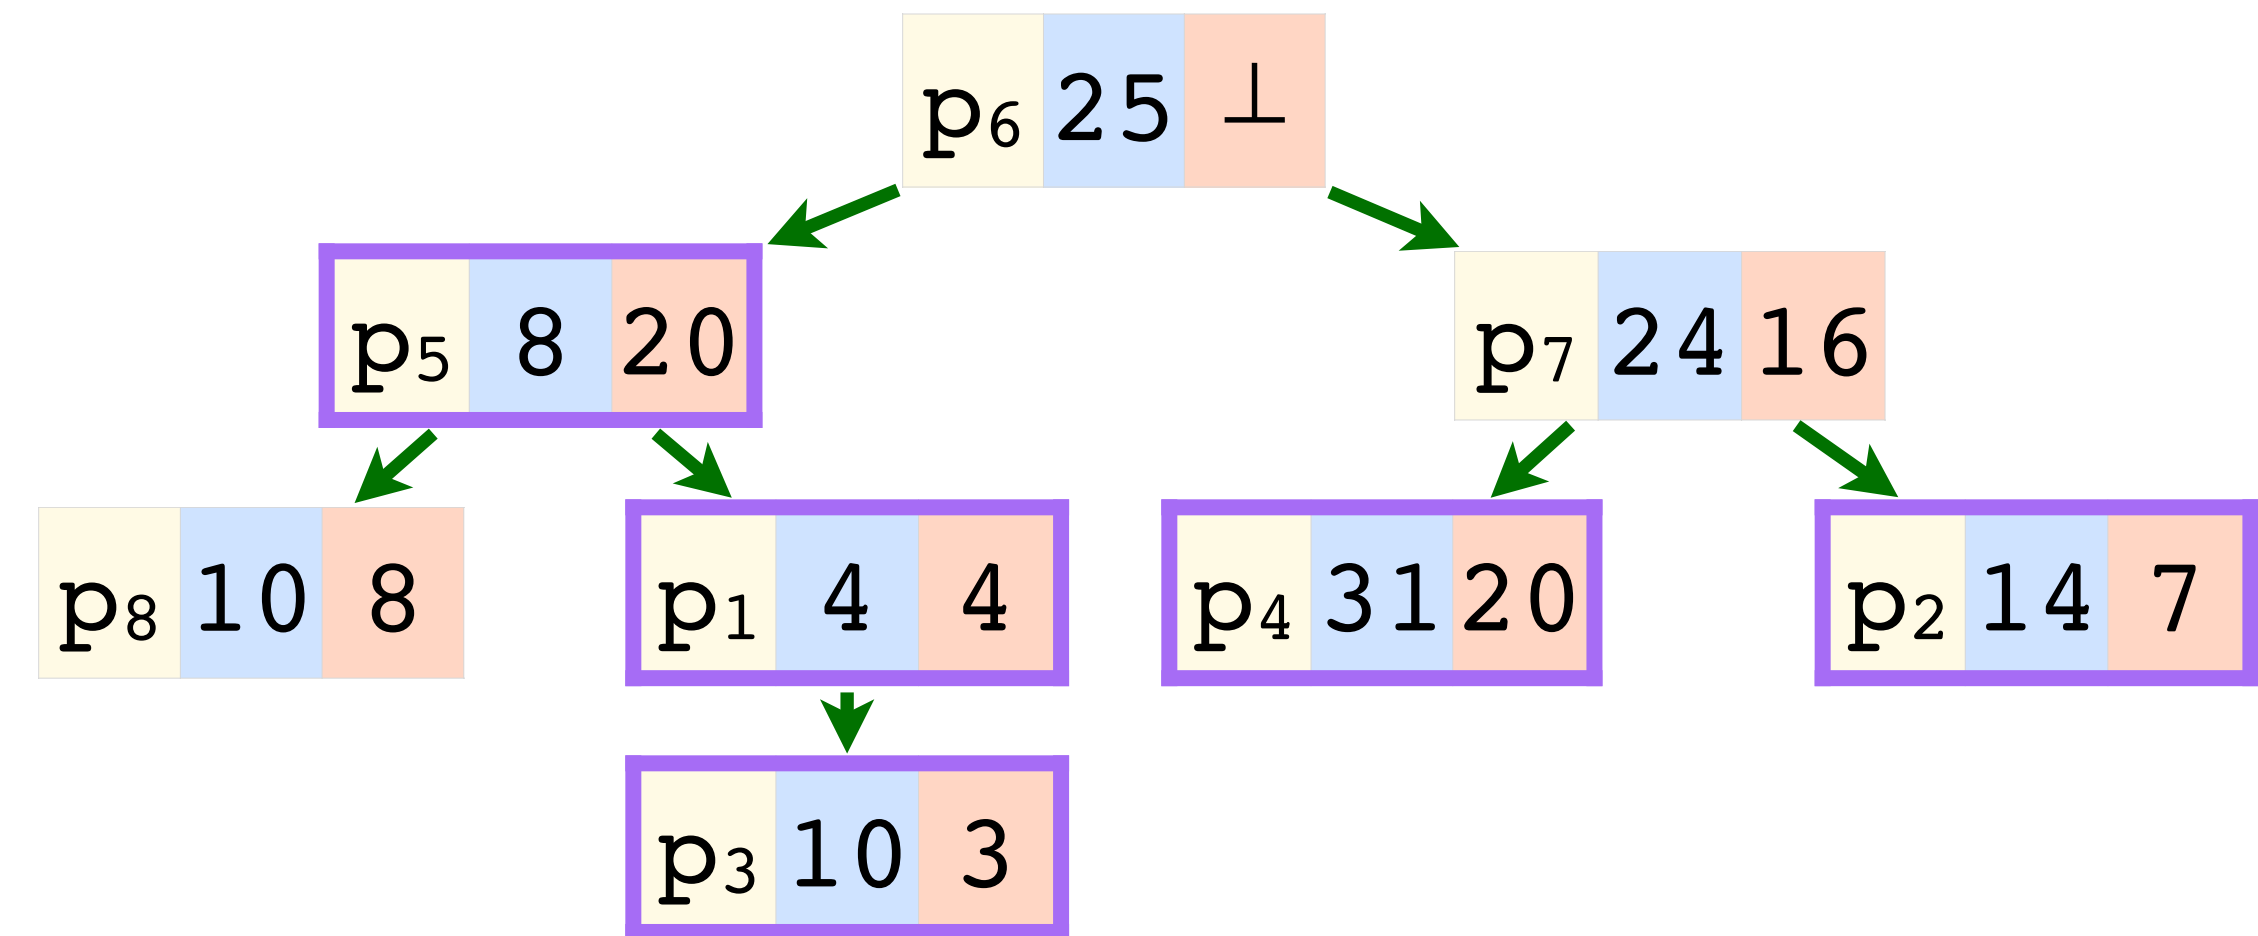 p₆ 25 ⊥
p₅ 8 20
p₇ 24 16
p₈ 10 8
p₁ 4 4
p₄ 31 20
p₂ 14 7
p₃ 10 3